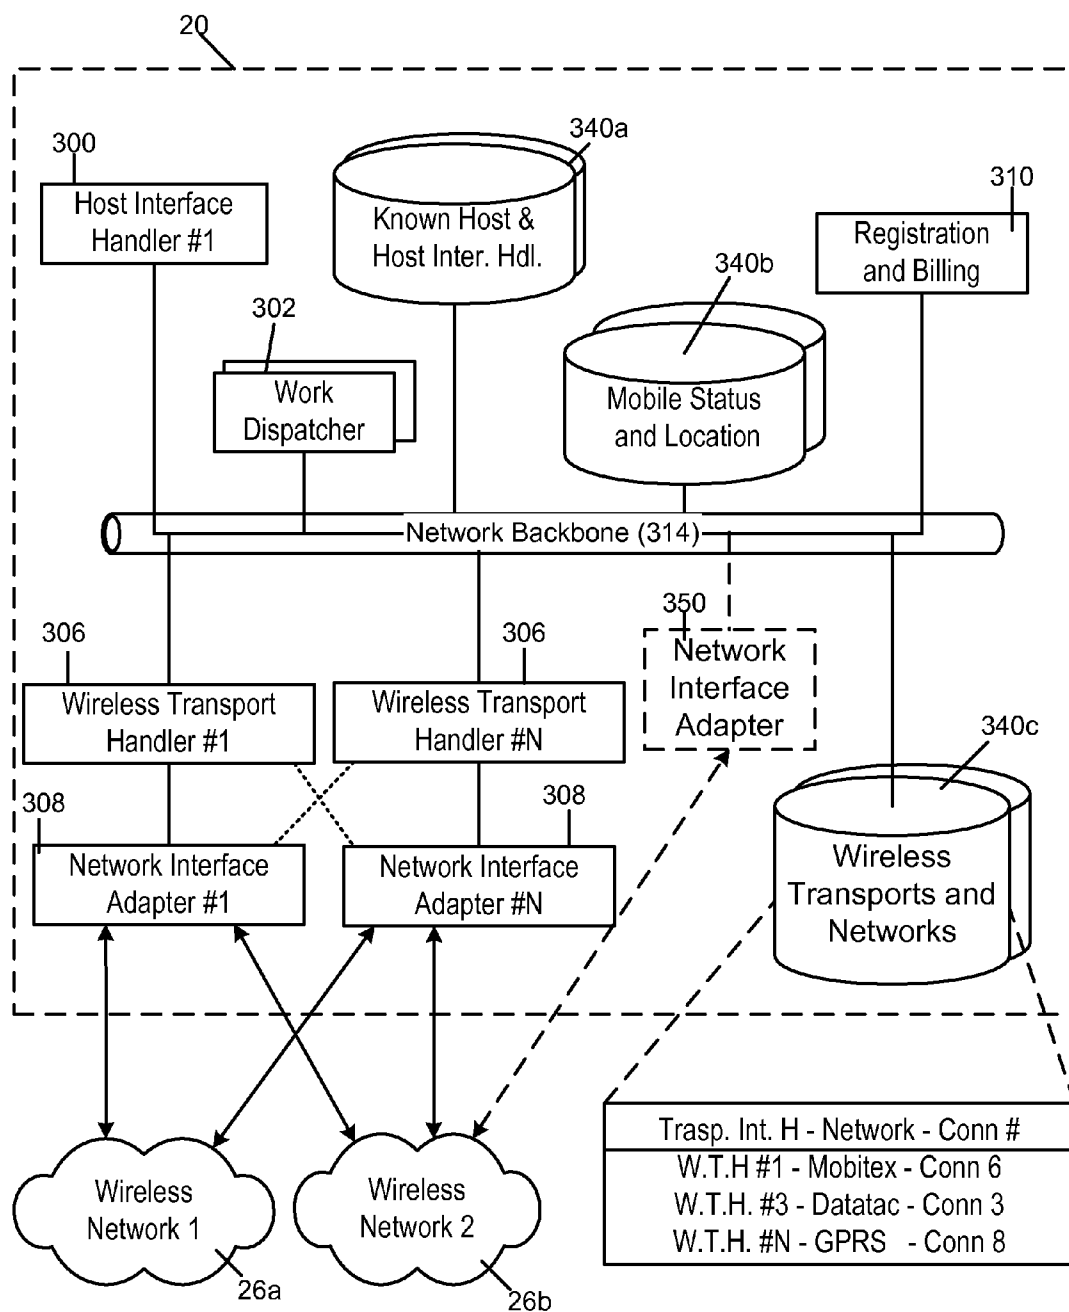 20
300
Host Interface
Handler #1
340a
Known Host &
Host Inter. Hdl.
310
Registration
and Billing
340b
302
Work
Dispatcher
Mobile Status
and Location
Network Backbone (314)
350
Network
Interface
Adapter
306
Wireless Transport
Handler #1
306
Wireless Transport
Handler #N
340c
308
Network Interface
Adapter #1
308
Network Interface
Adapter #N
Wireless
Transports and
Networks
Trasp. Int. H - Network - Conn #
W.T.H #1 - Mobitex - Conn 6
W.T.H. #3 - Datatac - Conn 3
W.T.H. #N - GPRS - Conn 8
Wireless
Network 1
Wireless
Network 2
26a
26b